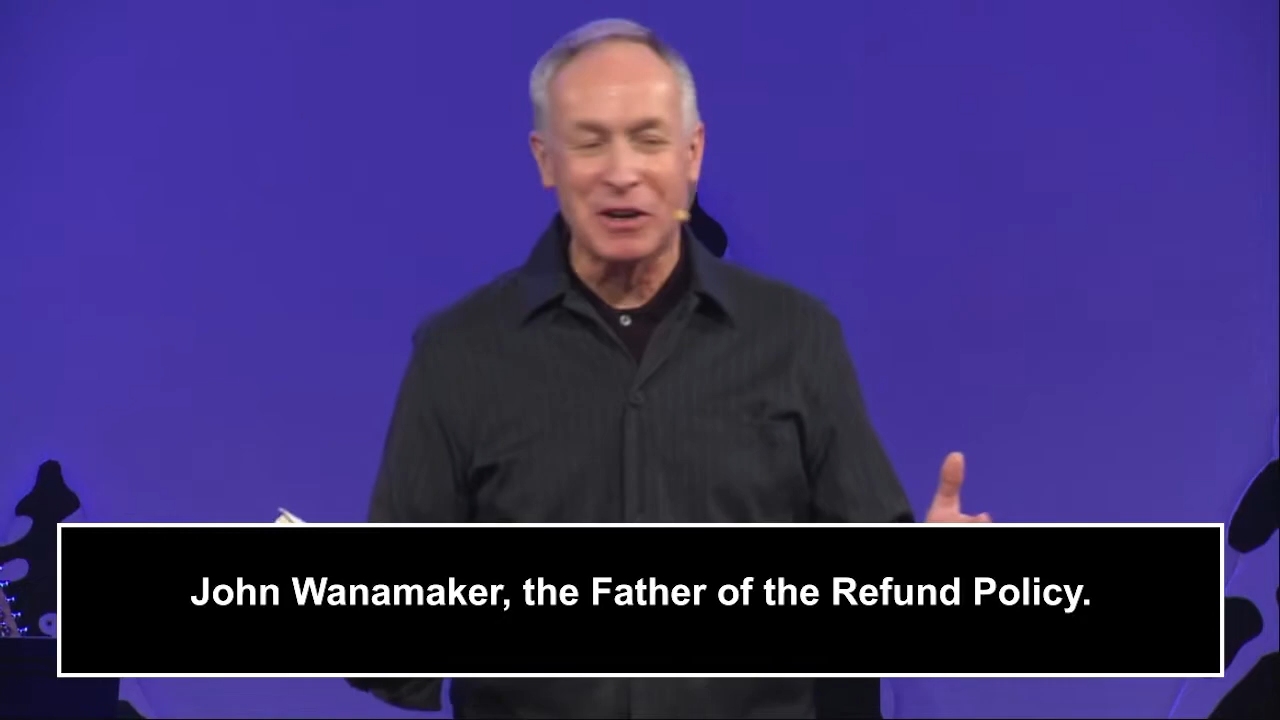 John Wanamaker, the Father of the Refund Policy.